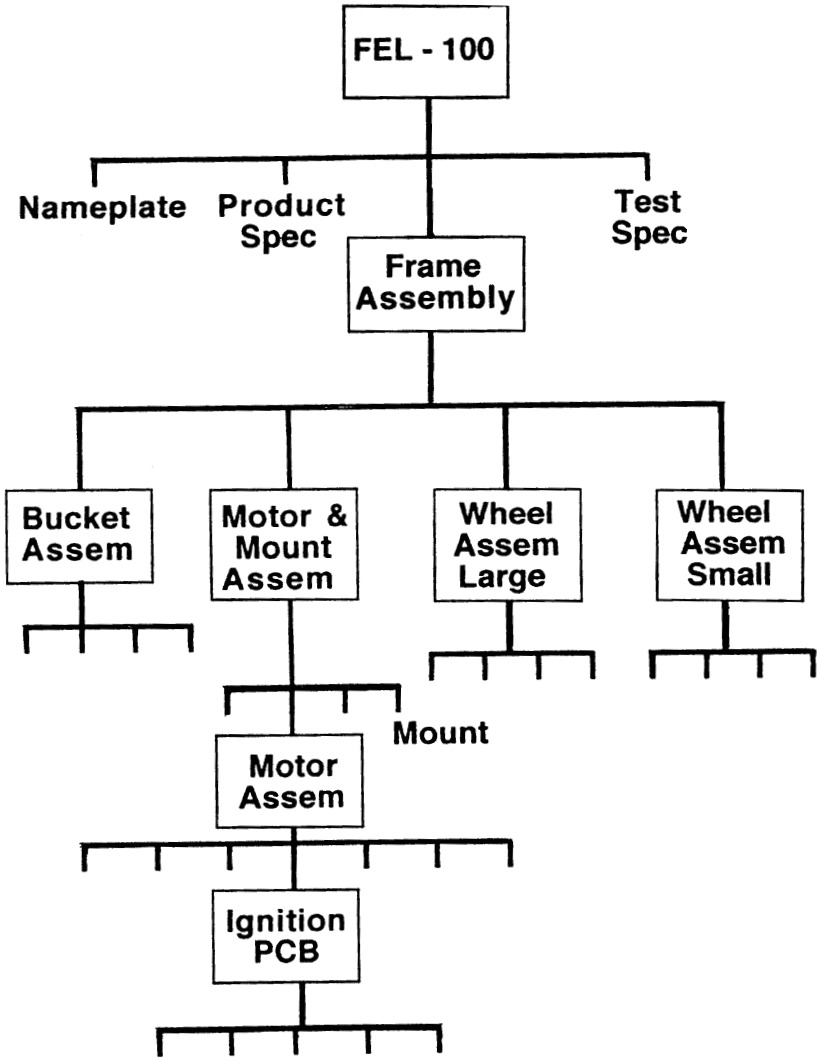 FEL - 100
Nameplate
Product
Spec
Test
Spec
Frame
Assembly
Bucket
Assem
Motor &
Mount
Assem
Wheel
Assem
Large
Wheel
Assem
Small
Mount
Motor
Assem
Ignition
PCB